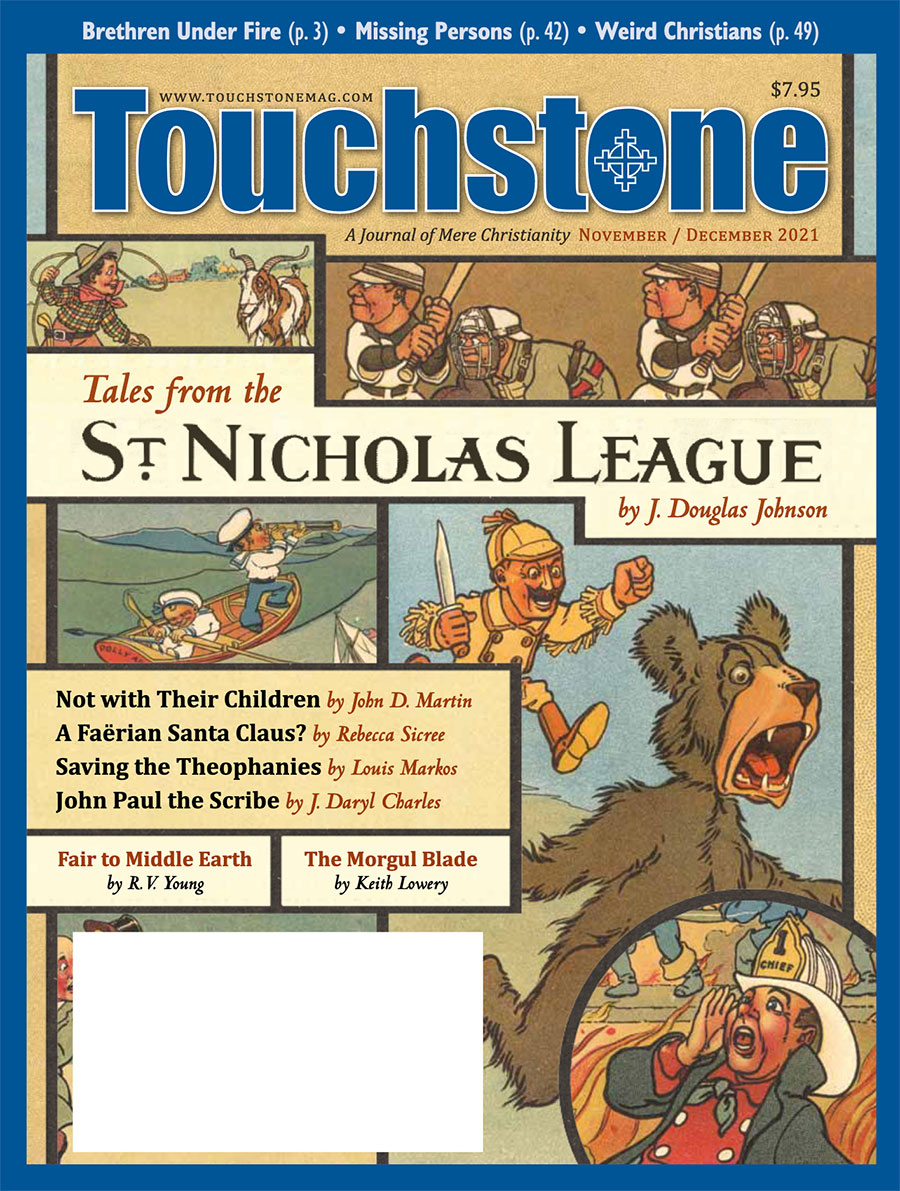 Brethren Under Fire (p. 3) • Missing Persons (p. 42) • Weird Christians (p. 49)
WWW.TOUCHSTONEMAG.COM
$7.95
Touchstone
A Journal of Mere Christianity NOVEMBER / DECEMBER 2021
Tales from the
ST. NICHOLAS LEAGUE
by J. Douglas Johnson
DOLLY
Not with Their Children by John D. Martin
A Faërian Santa Claus? by Rebecca Sicree
Saving the Theophanies by Louis Markos
John Paul the Scribe by J. Daryl Charles
Fair to Middle Earth
by R. V. Young
The Morgul Blade
by Keith Lowery
1
CHIEF